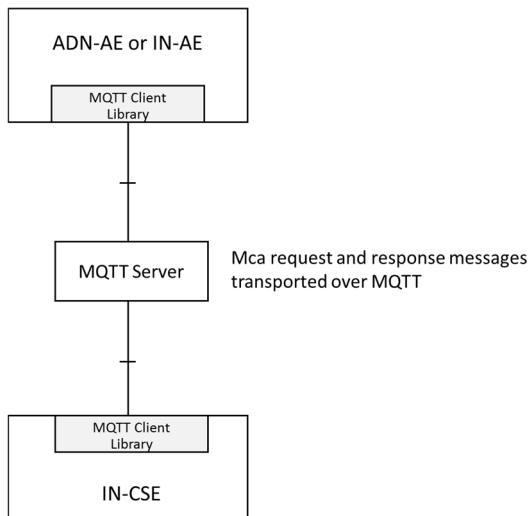 ADN-AE or IN-AE
MQTT Client
Library
MQTT Server
Mca request and response messages
transported over MQTT
MQTT Client
Library
IN-CSE